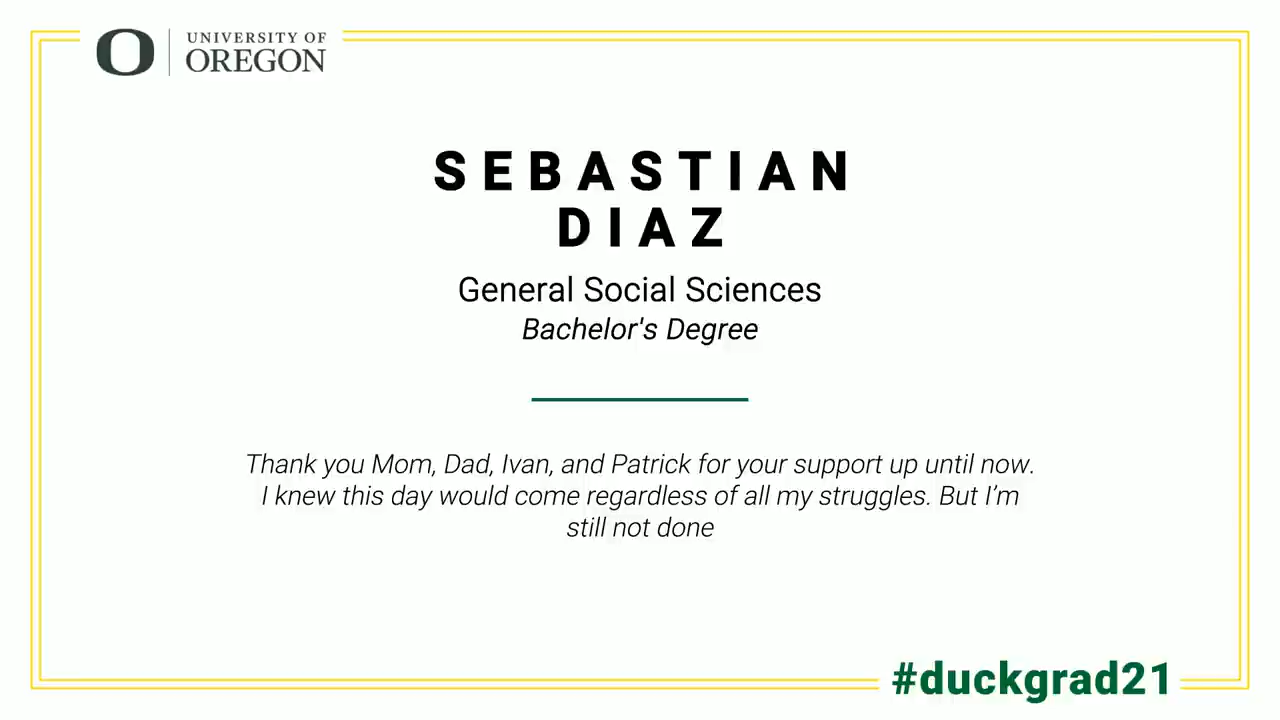 UNIVERSITY OF
OREGON
SEBASTIAN
DIAZ
General Social Sciences
Bachelor's Degree
Thank you Mom, Dad, Ivan, and Patrick for your support up until now.
I knew this day would come regardless of all my struggles. But I’m
still not done
#duckgrad21